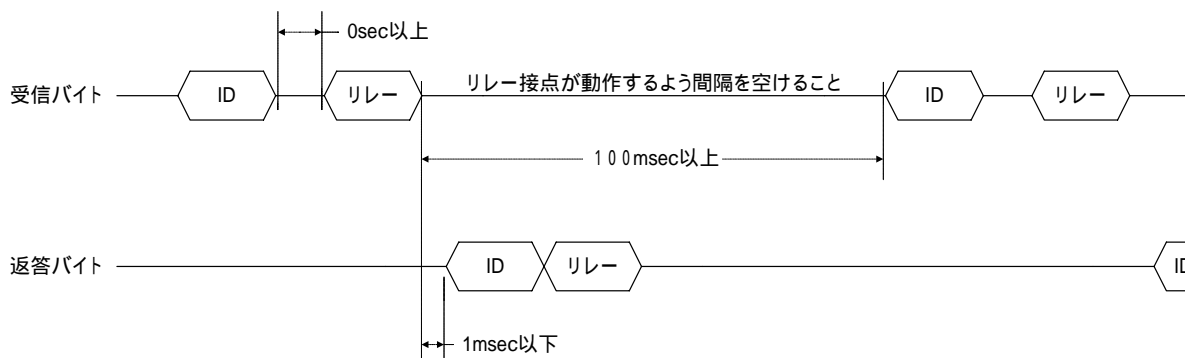 0sec以上
受信バイト
ID
リレー
リレー接点が動作するよう間隔を空けること
ID
リレー
100msec以上
返答バイト
ID
リレー
ID
1msec以下